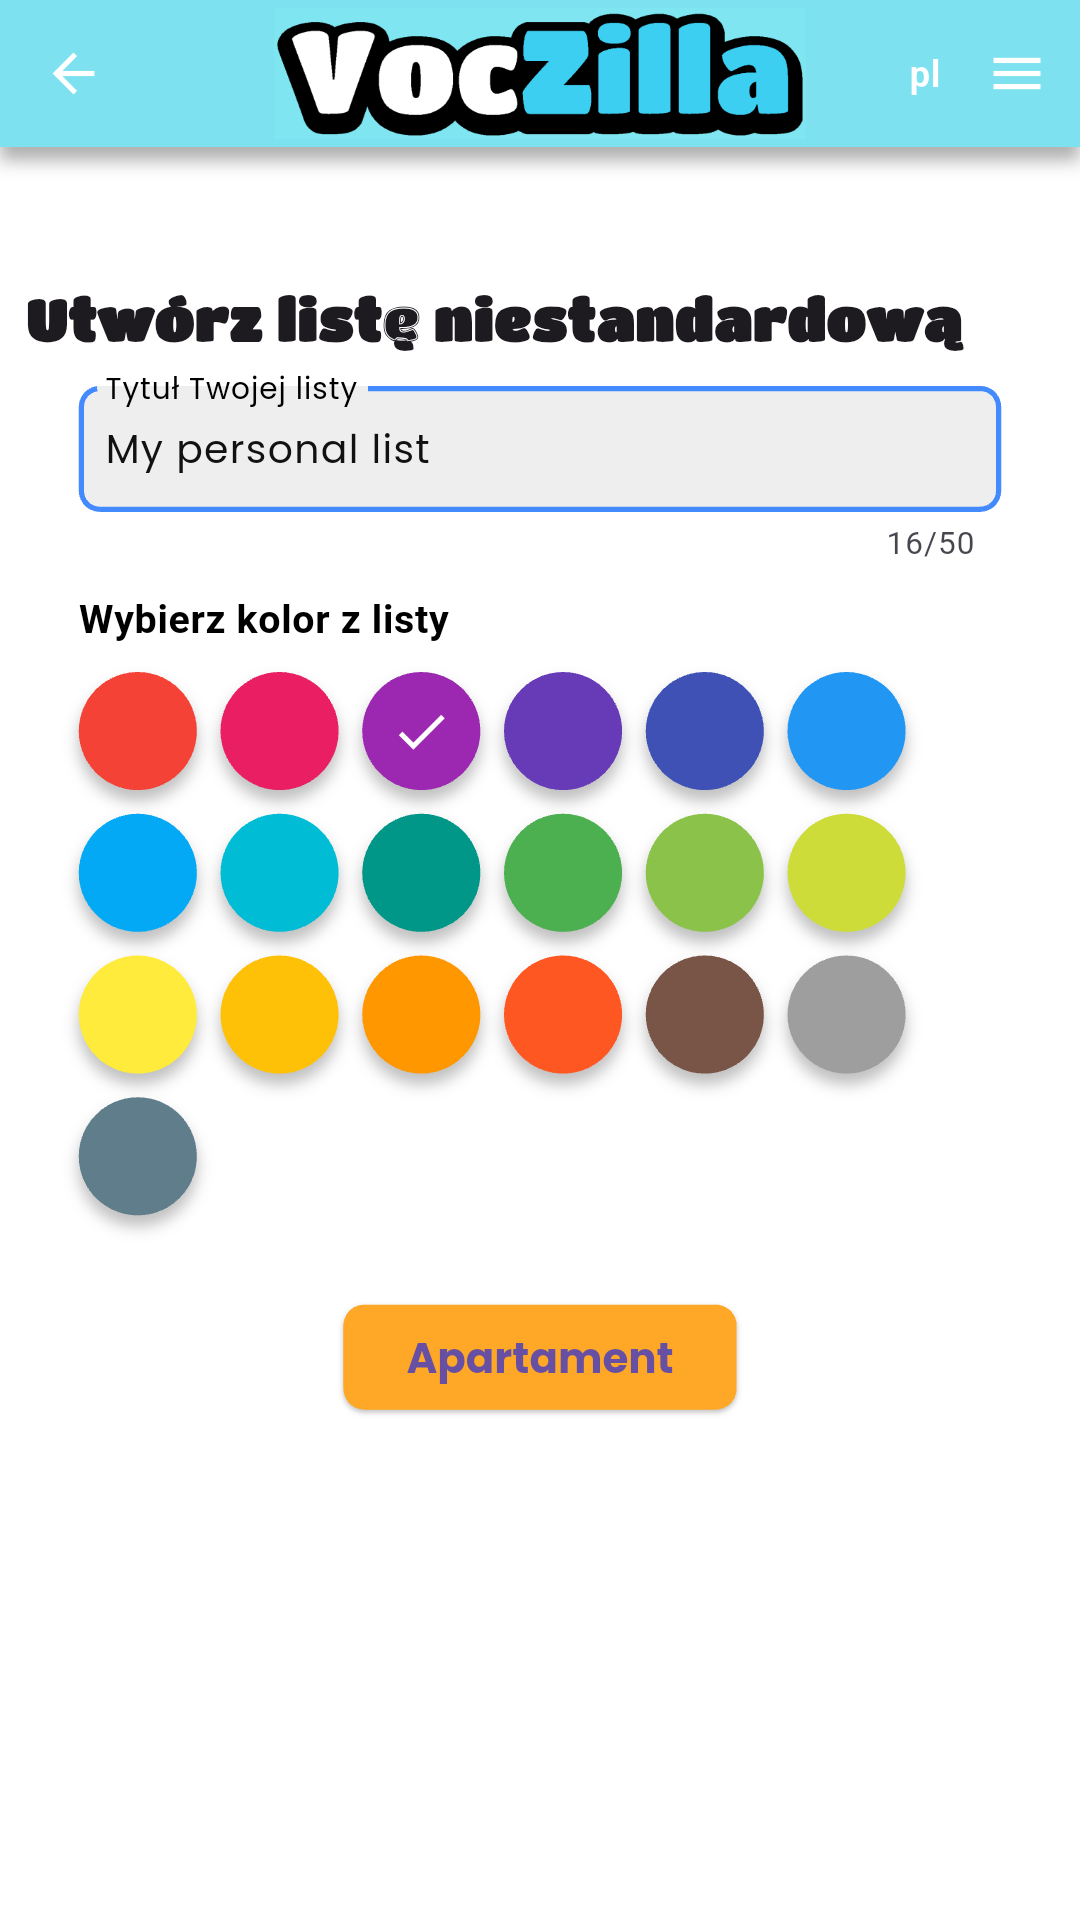 VocZilla
pl
Utwórz listę niestandardową
Tytuł Twojej listy
My personal list
16/50
Wybierz kolor z listy
Apartament